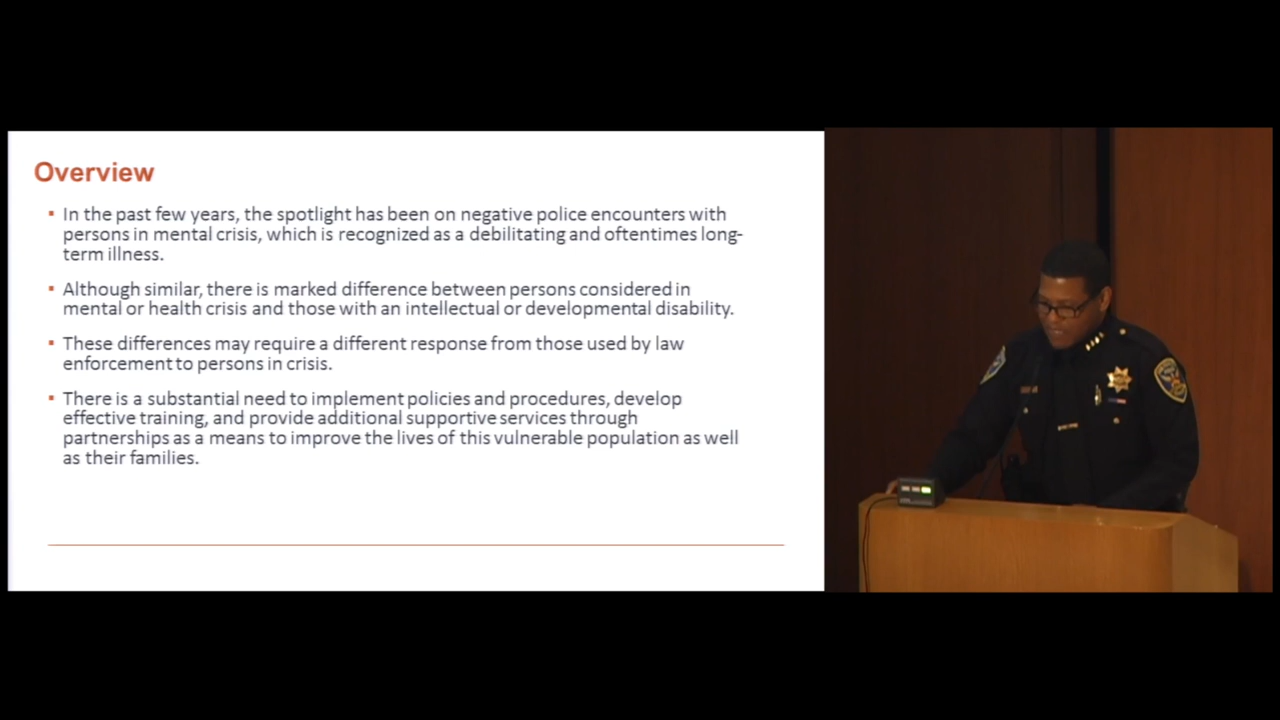 Overview
▪ In the past few years, the spotlight has been on negative police encounters with
persons in mental crisis, which is recognized as a debilitating and oftentimes long-
term illness.
▪ Although similar, there is marked difference between persons considered in
mental or health crisis and those with an intellectual or developmental disability.
▪ These differences may require a different response from those used by law
enforcement to persons in crisis.
▪ There is a substantial need to implement policies and procedures, develop
effective training, and provide additional supportive services through
partnerships as a means to improve the lives of this vulnerable population as well
as their families.